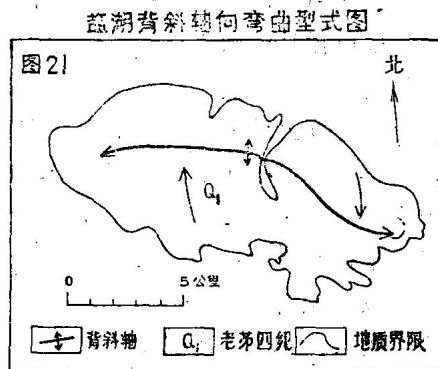 盐湖背斜轴向弯曲型式图
图21
北
Q₁
0 5公里
背斜轴 Q₁ 老第四纪 地质界限